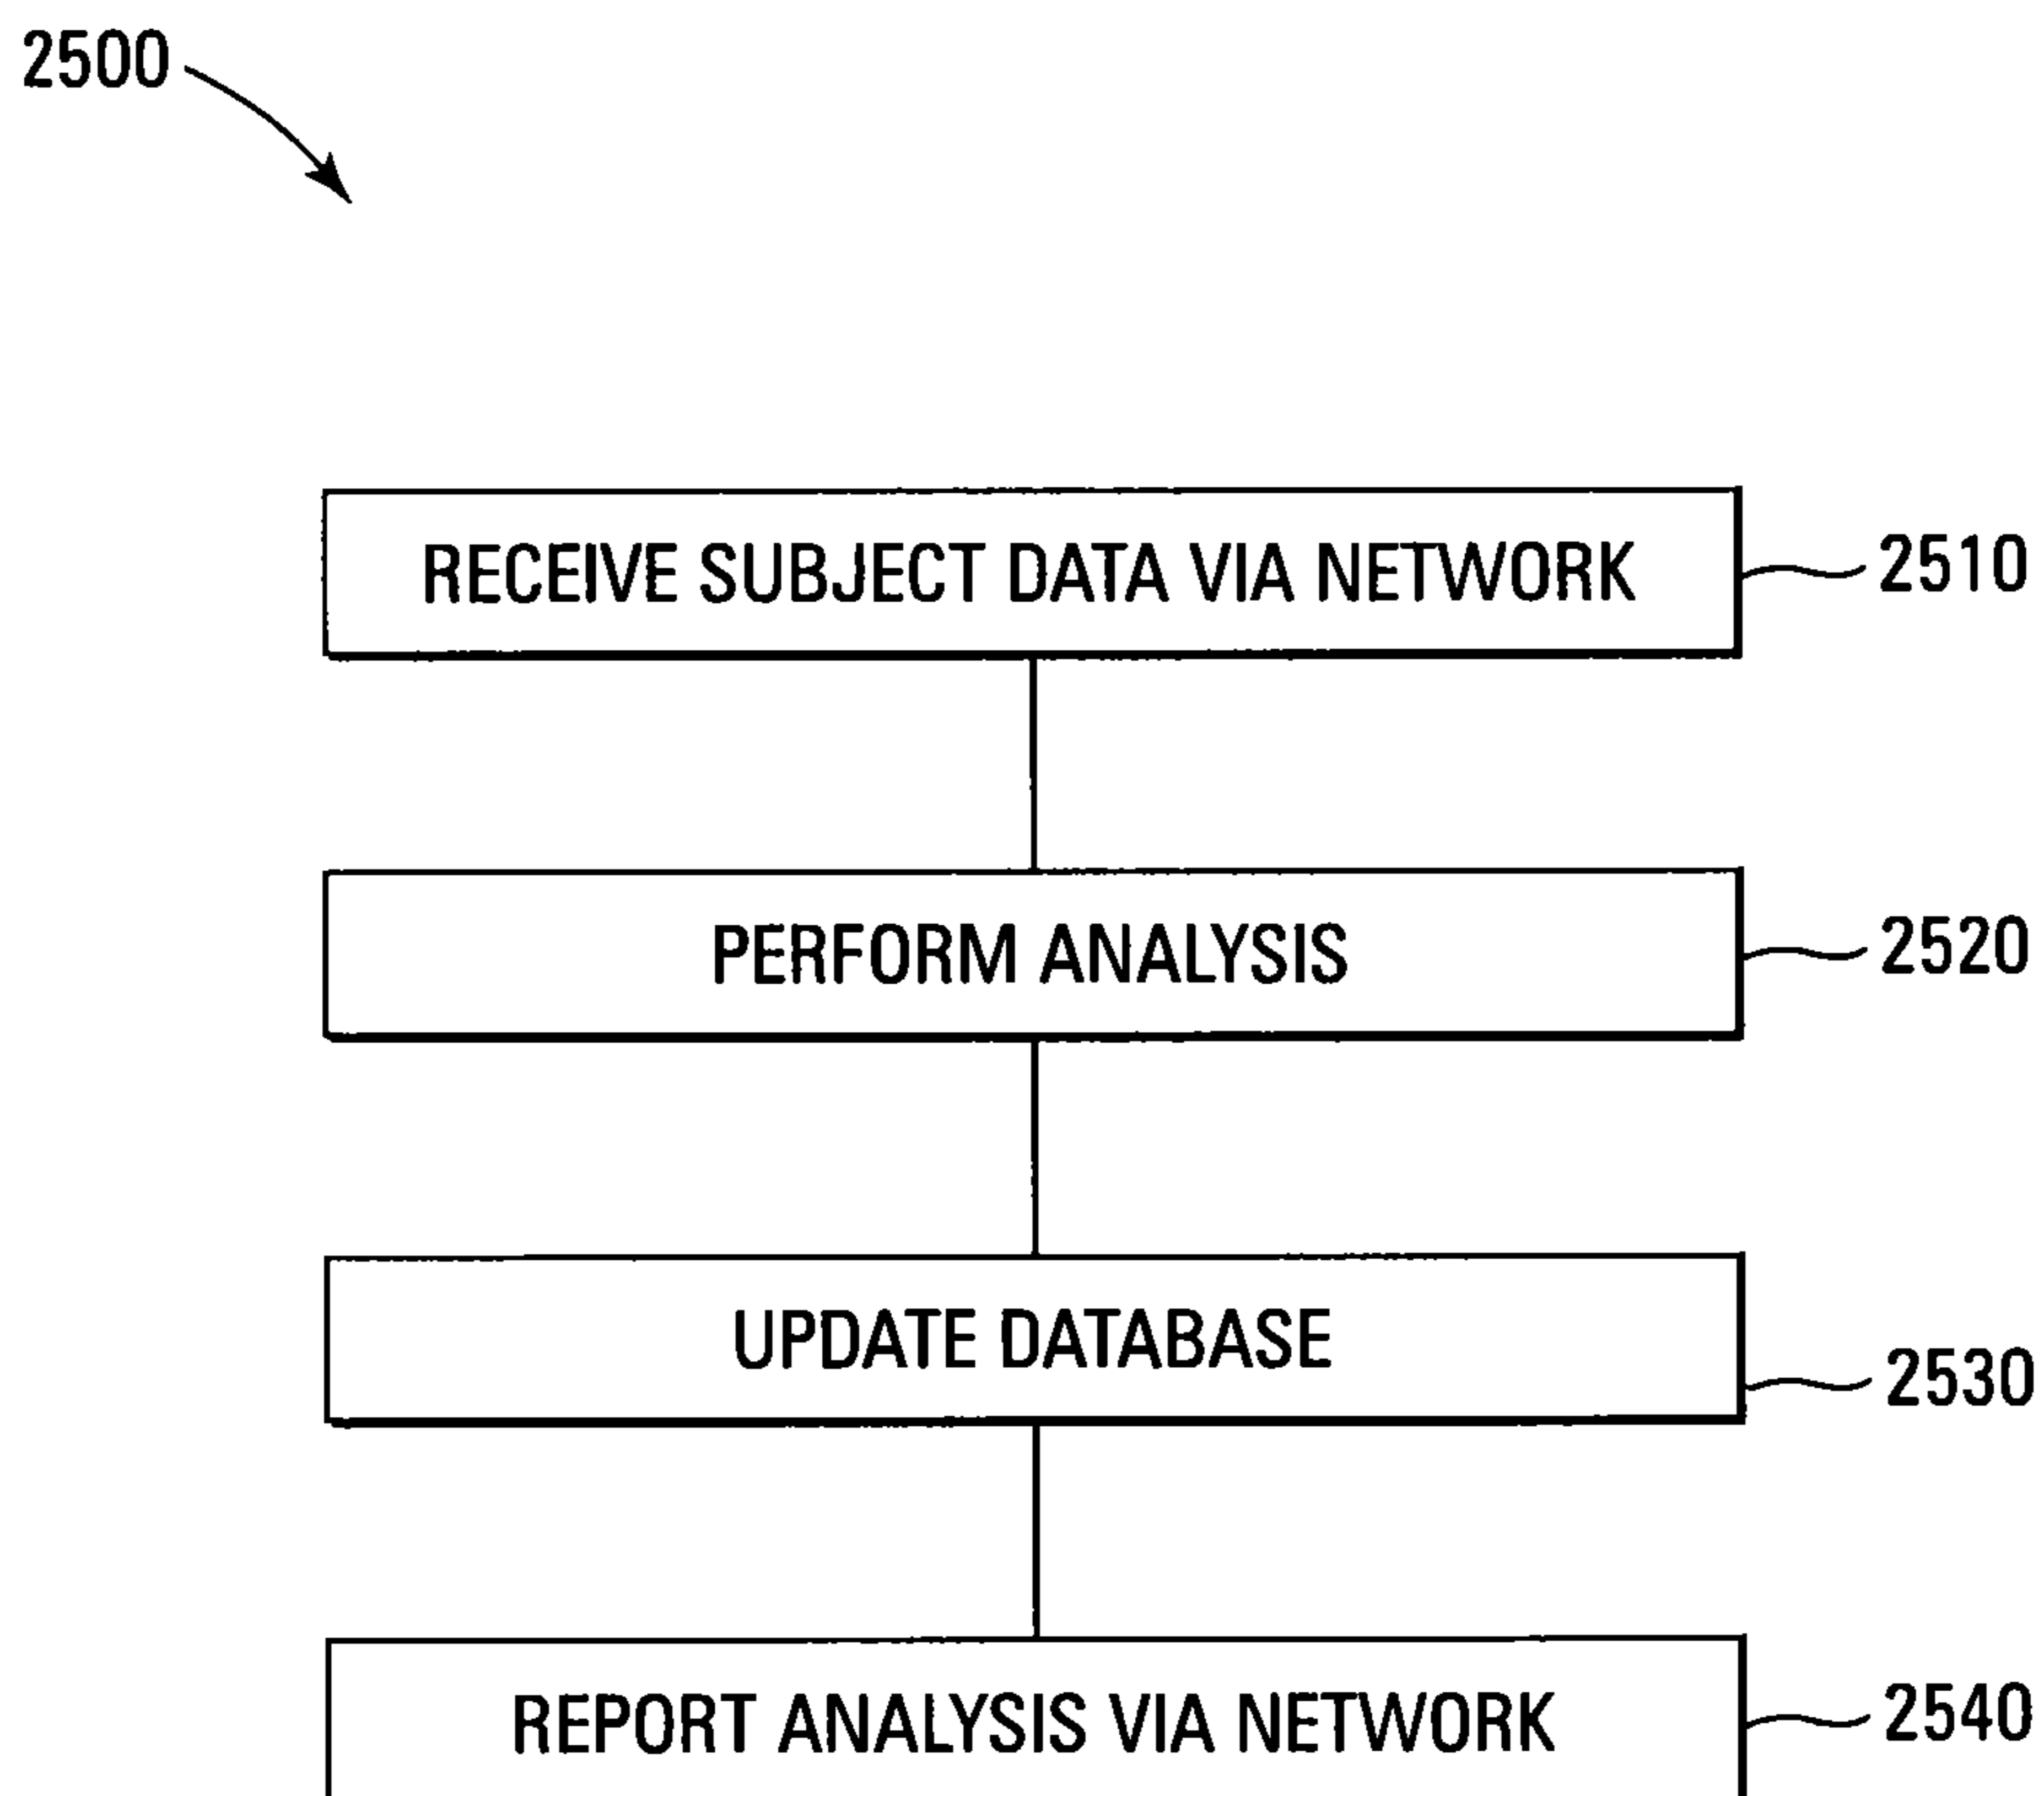 2500
RECEIVE SUBJECT DATA VIA NETWORK
2510
PERFORM ANALYSIS
2520
UPDATE DATABASE
2530
REPORT ANALYSIS VIA NETWORK
2540